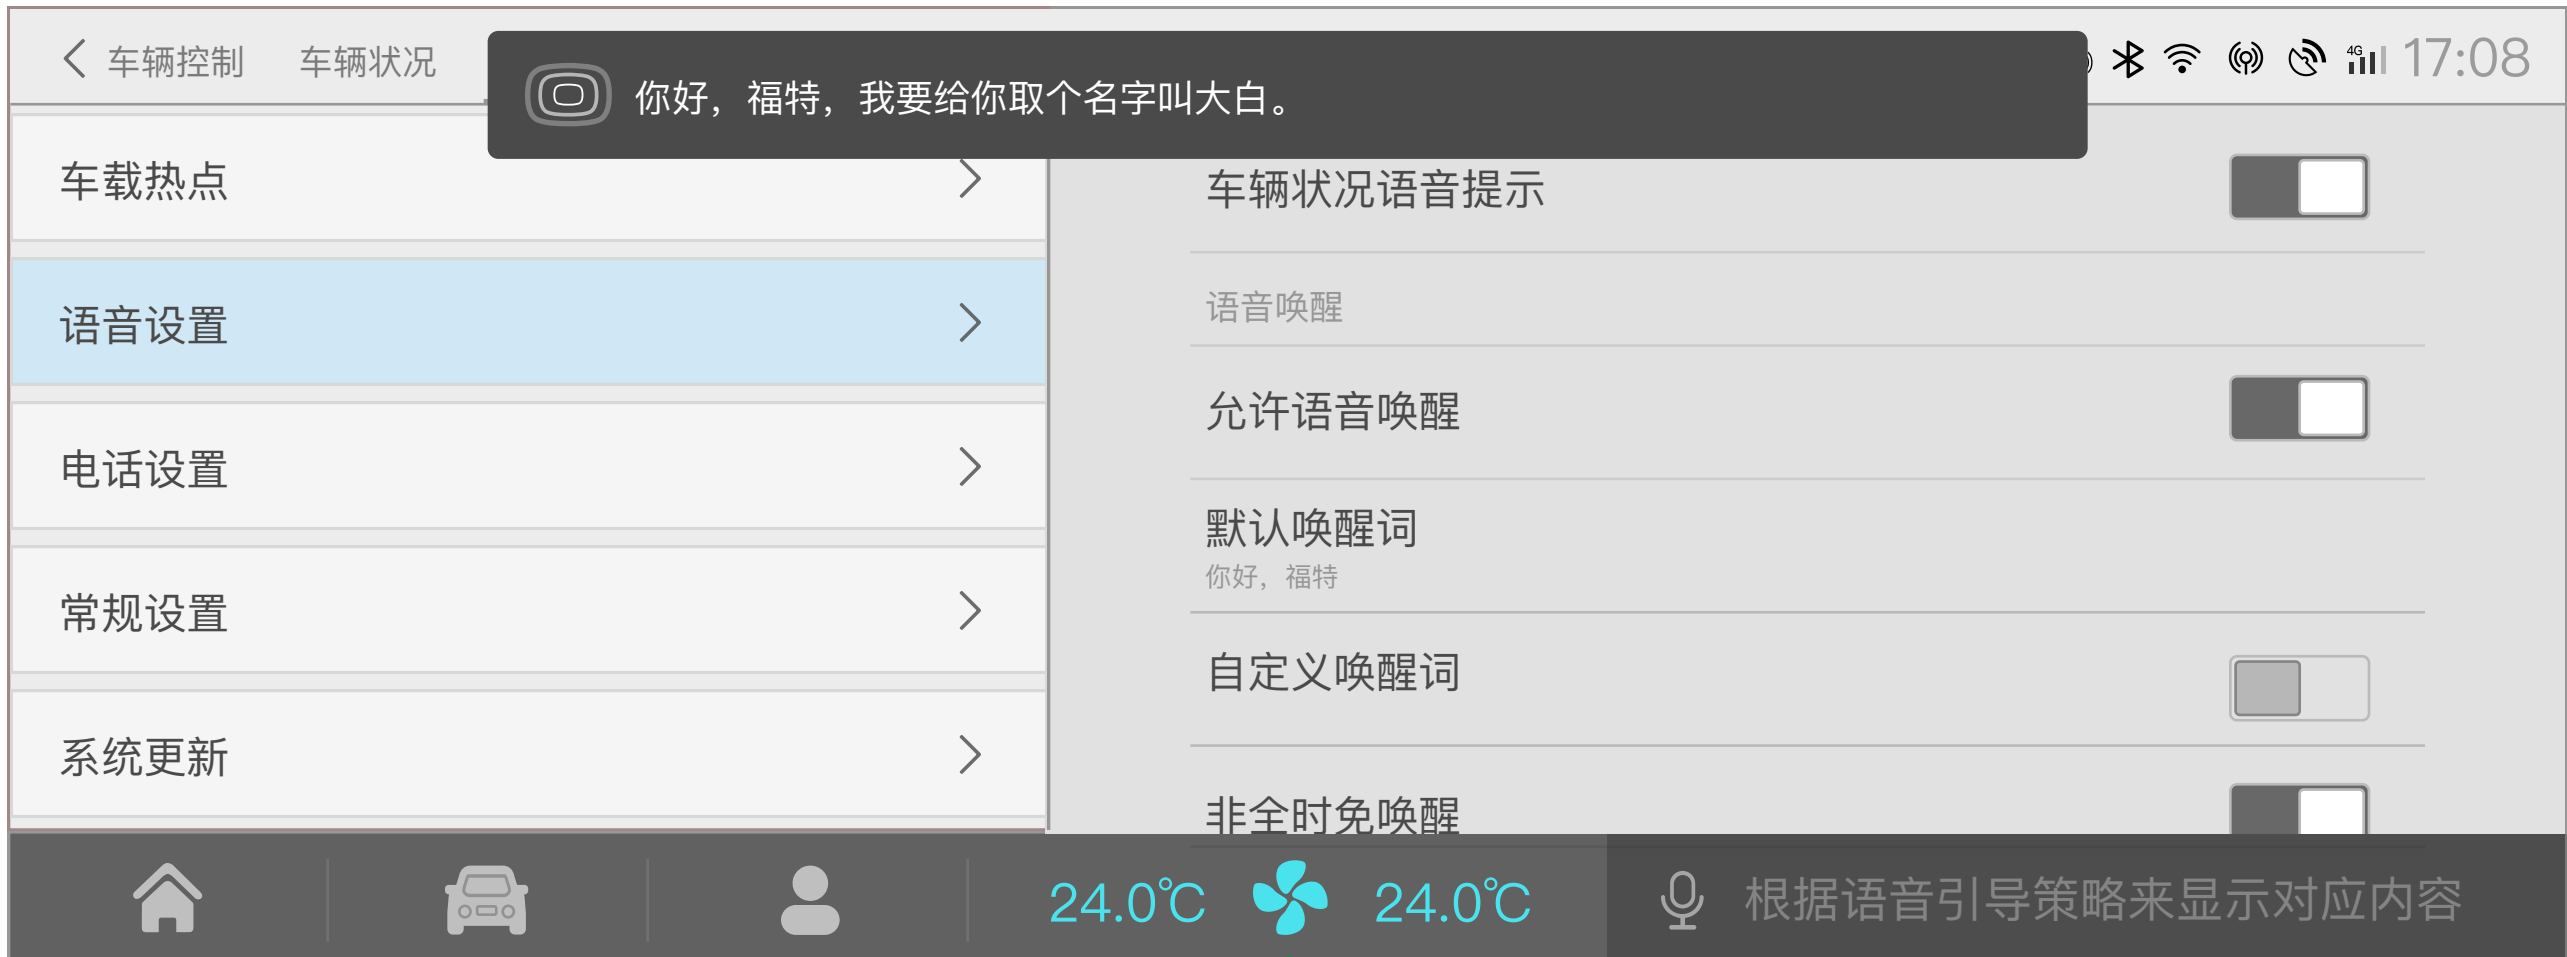 车辆控制
车辆状况
你好，福特，我要给你取个名字叫大白。
4G
17:08
车载热点
语音设置
电话设置
常规设置
系统更新
车辆状况语音提示
语音唤醒
允许语音唤醒
默认唤醒词
你好，福特
自定义唤醒词
非全时免唤醒
24.0℃
24.0℃
根据语音引导策略来显示对应内容